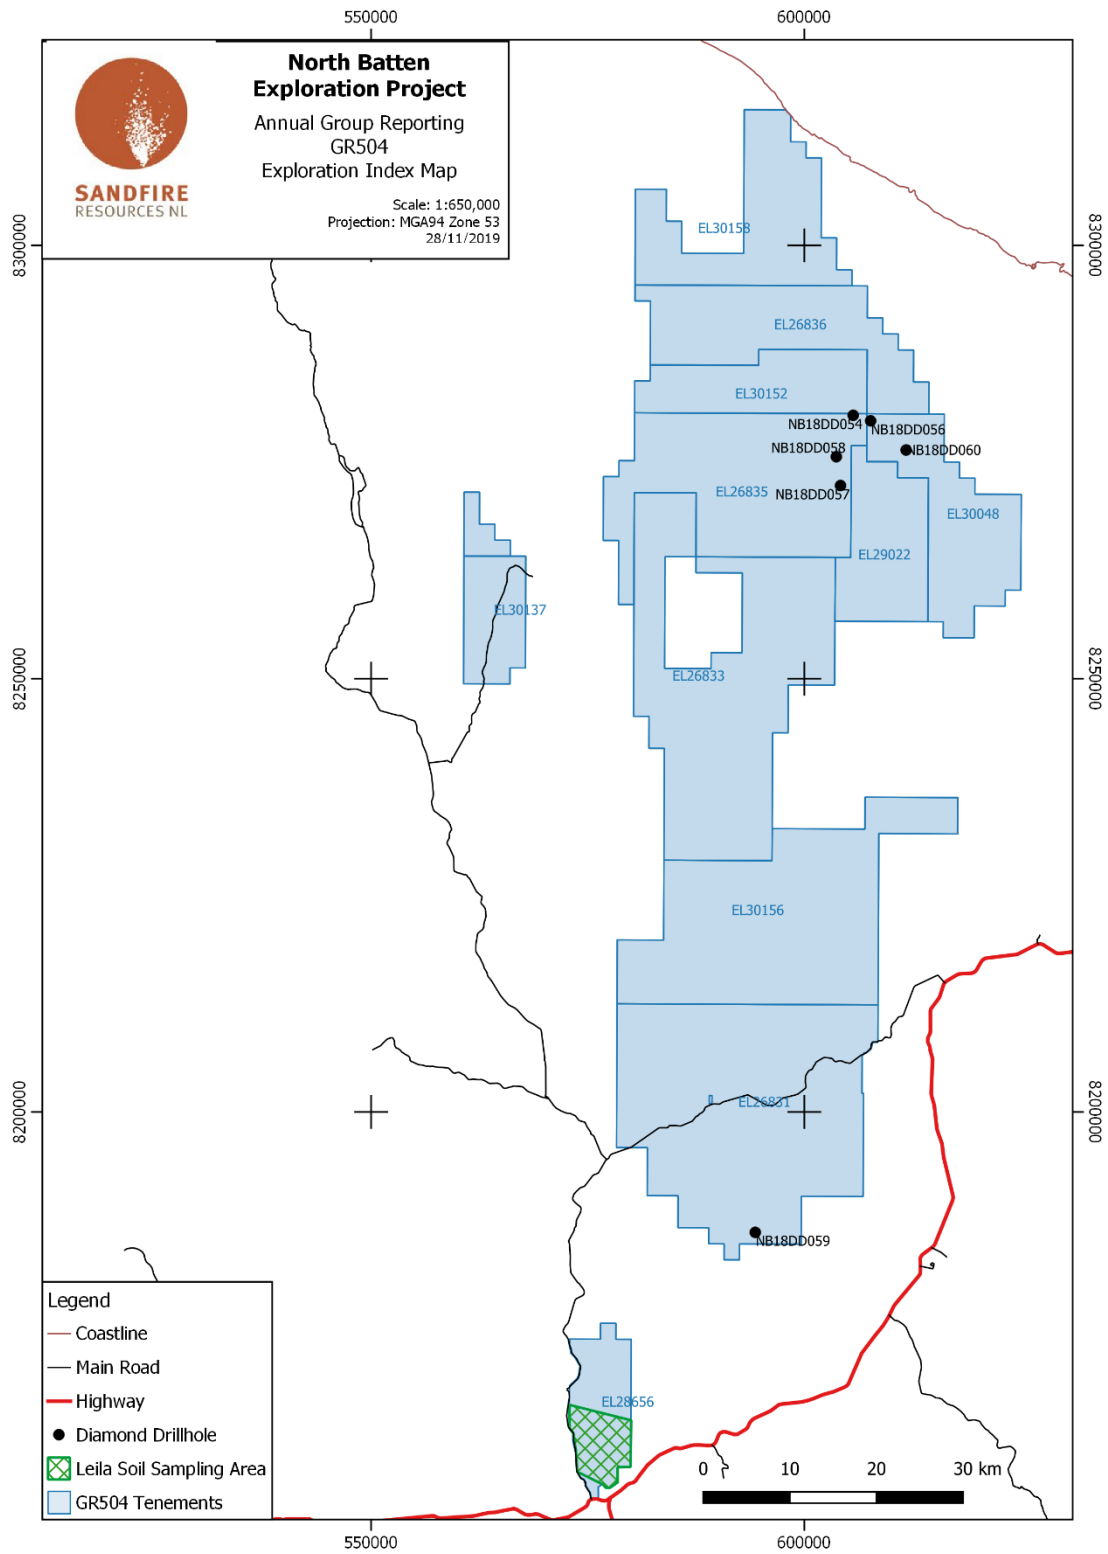 550000
600000
North Batten
Exploration Project
Annual Group Reporting
GR504
Exploration Index Map
Scale: 1:650,000
Projection: MGA94 Zone 53
28/11/2019
SANDFIRE
RESOURCES NL
8300000
8300000
EL30158
EL26836
EL30152
NB18DD054
NB18DD056
NB18DD058
NB18DD060
EL26835
NB18DD057
EL30048
EL29022
EL30137
EL26833
8250000
8250000
EL30156
EL26831
8200000
8200000
NB18DD059
EL28656
Legend
Coastline
Main Road
Highway
Diamond Drillhole
Leila Soil Sampling Area
GR504 Tenements
0 10 20 30 km
550000
600000